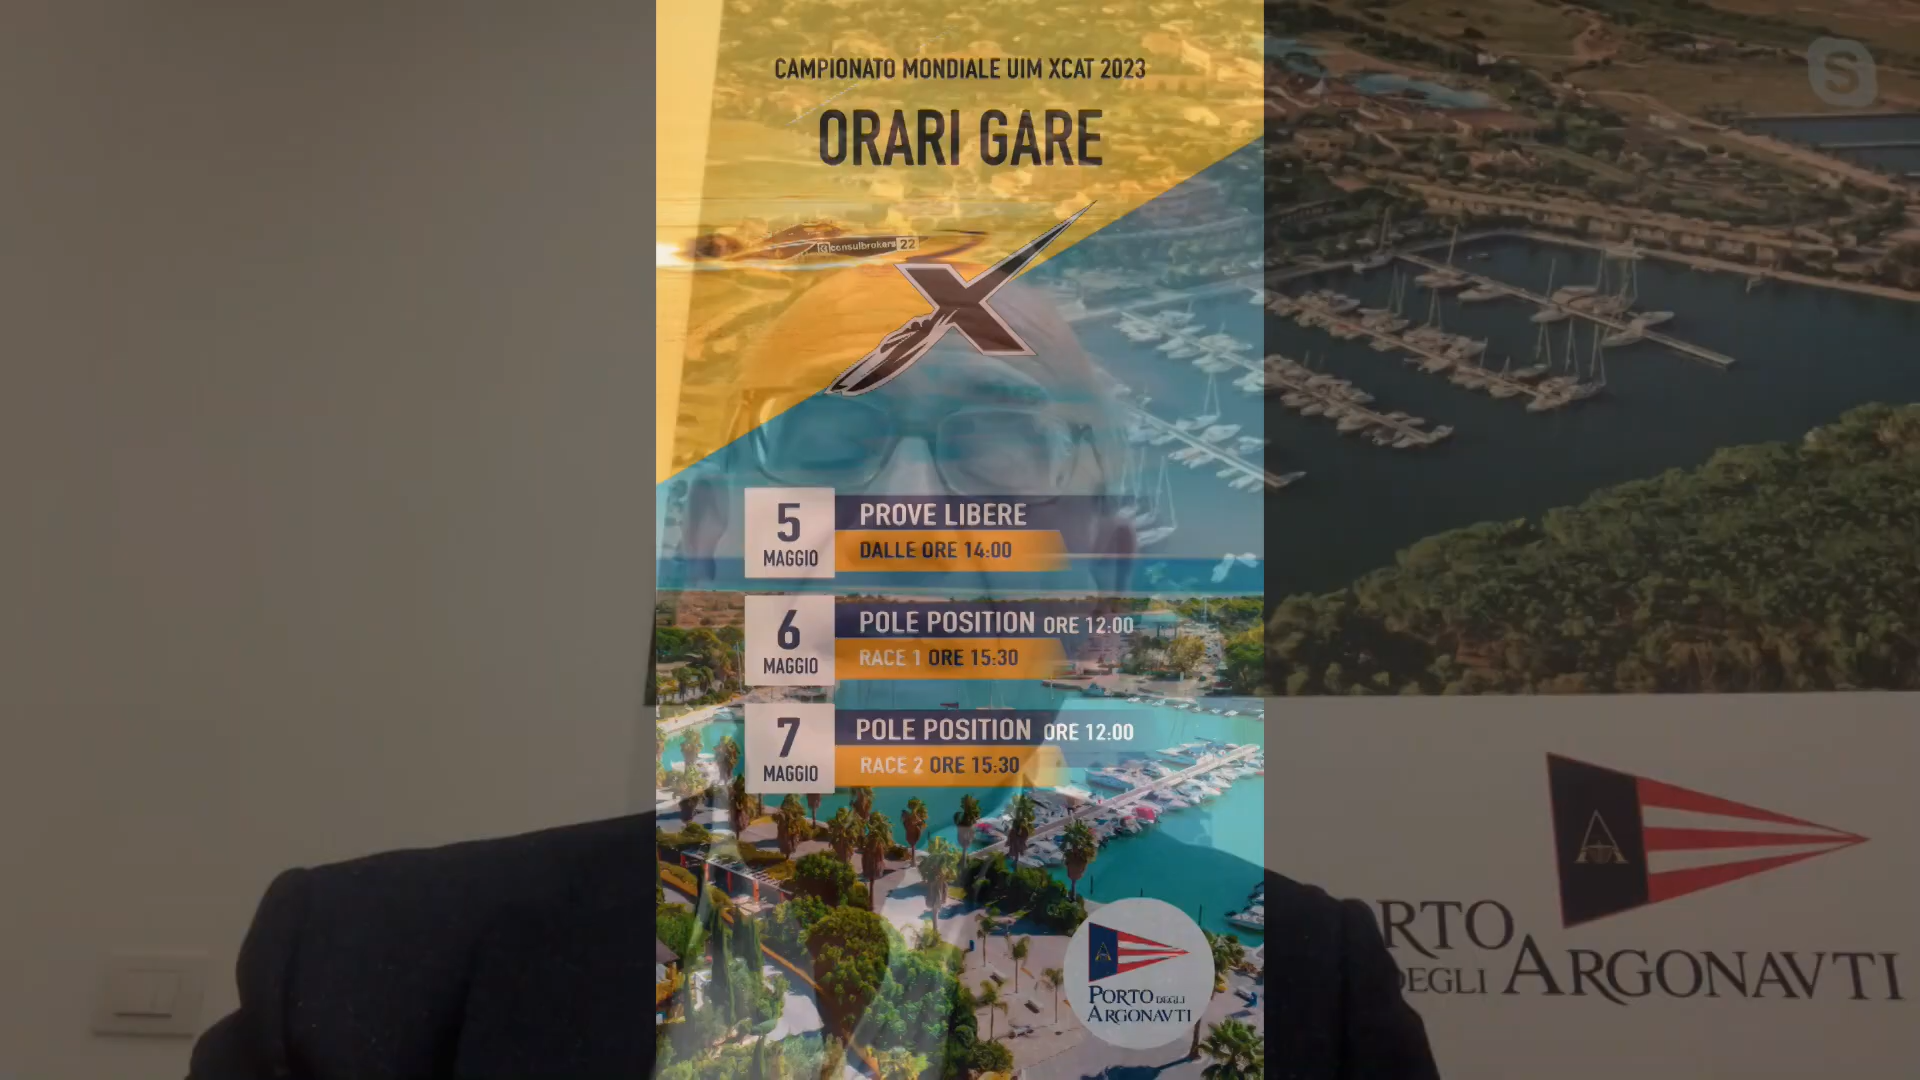 CAMPIONATO MONDIALE UIM XCAT 2023
ORARI GARE
@consulbrokers 22
5
MAGGIO
PROVE LIBERE
DALLE ORE 14:00
6
MAGGIO
POLE POSITION ORE 12:00
RACE 1 ORE 15:30
7
MAGGIO
POLE POSITION ORE 12:00
RACE 2 ORE 15:30
PORTO DEGLI
ARGONAVTI
RTO
EGLI ARGONAVTI